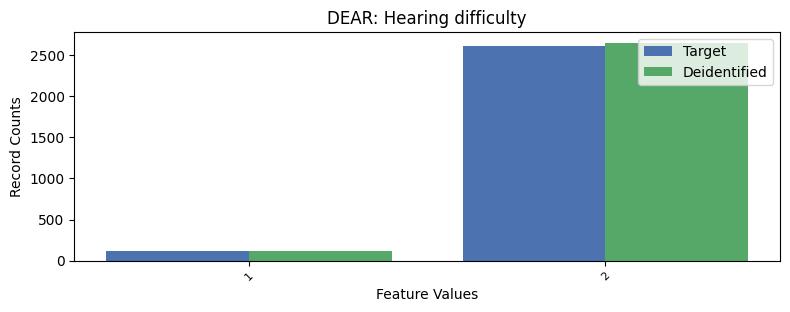 DEAR: Hearing difficulty
Record Counts
2500
2000
1500
1000
500
0
Target
Deidentified
1
2
Feature Values